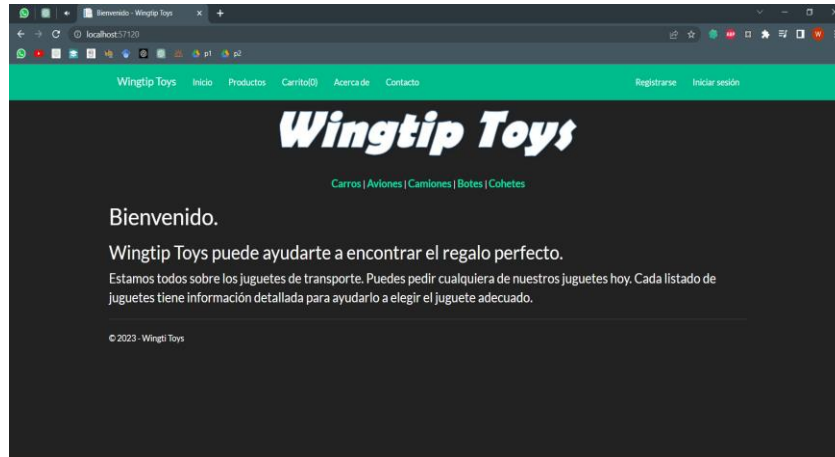 Bienvenido - Wingtip Toys
localhost:57120
p1 p2
Wingtip Toys Inicio Productos Carrito(0) Acerca de Contacto Registrarse Iniciar sesión
Wingtip Toys
Carros | Aviones | Camiones | Botes | Cohetes
Bienvenido.
Wingtip Toys puede ayudarte a encontrar el regalo perfecto.
Estamos todos sobre los juguetes de transporte. Puedes pedir cualquiera de nuestros juguetes hoy. Cada listado de
juguetes tiene información detallada para ayudarlo a elegir el juguete adecuado.
© 2023 - Wingti Toys